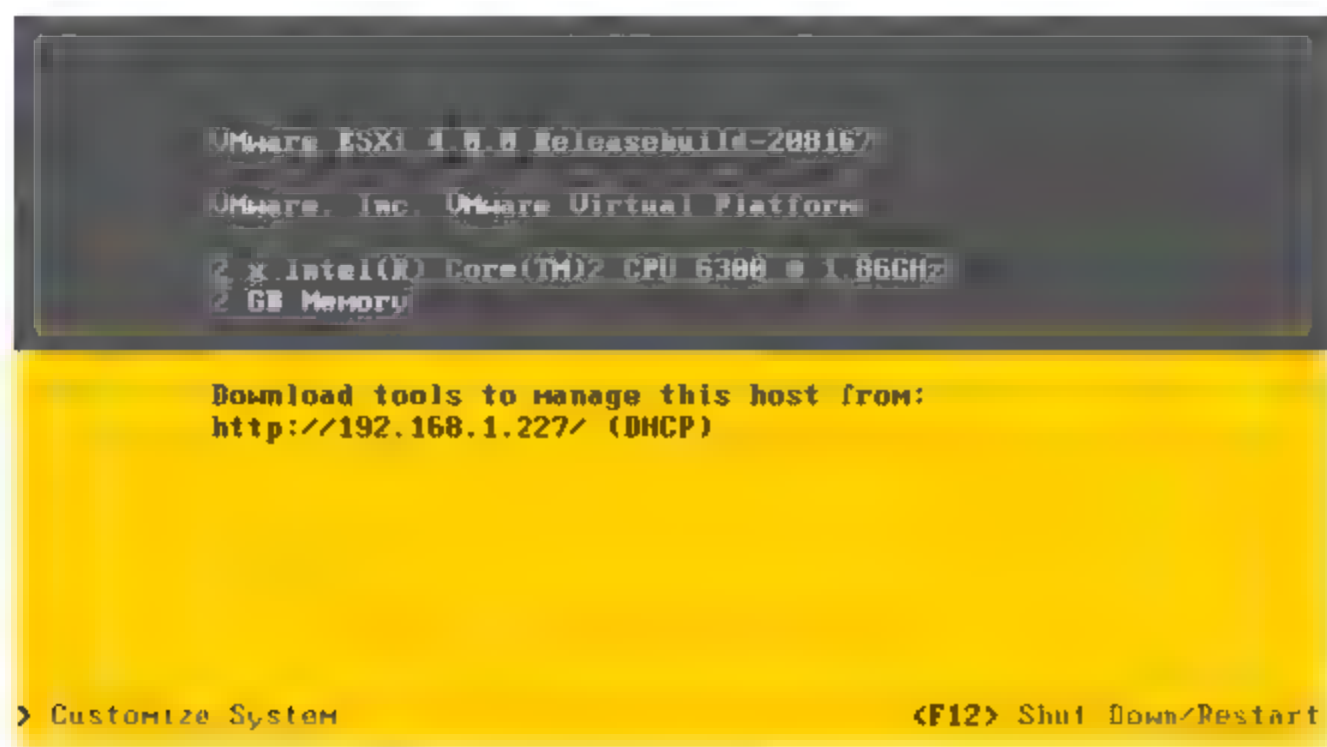 VMware ESXi 4.0.0 Releasebuild-208167
VMware, Inc. VMware Virtual Platform
2 x Intel(R) Core(TM)2 CPU 6300 @ 1.86GHz
2 GB Memory
Download tools to manage this host from:
http://192.168.1.227/ (DHCP)
> Customize System
<F12> Shut Down/Restart